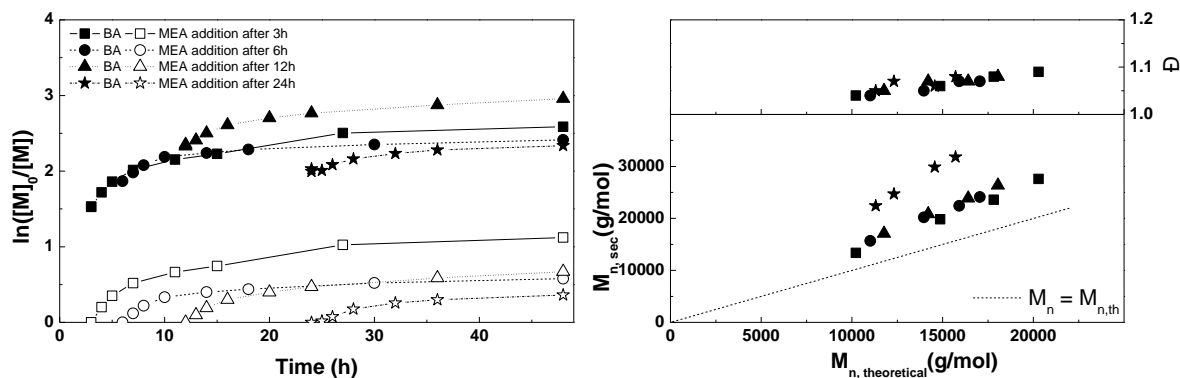 4
3
2
1
0
ln([M]₀/[M])
BA MEA addition after 3h
BA MEA addition after 6h
BA MEA addition after 12h
BA MEA addition after 24h
0 10 20 30 40
Time (h)
1.2
1.1
1.0
Đ
30000
20000
10000
0
Mn, sec(g/mol)
Mn = Mn,th
0 5000 10000 15000 20000
Mn, theoretical(g/mol)